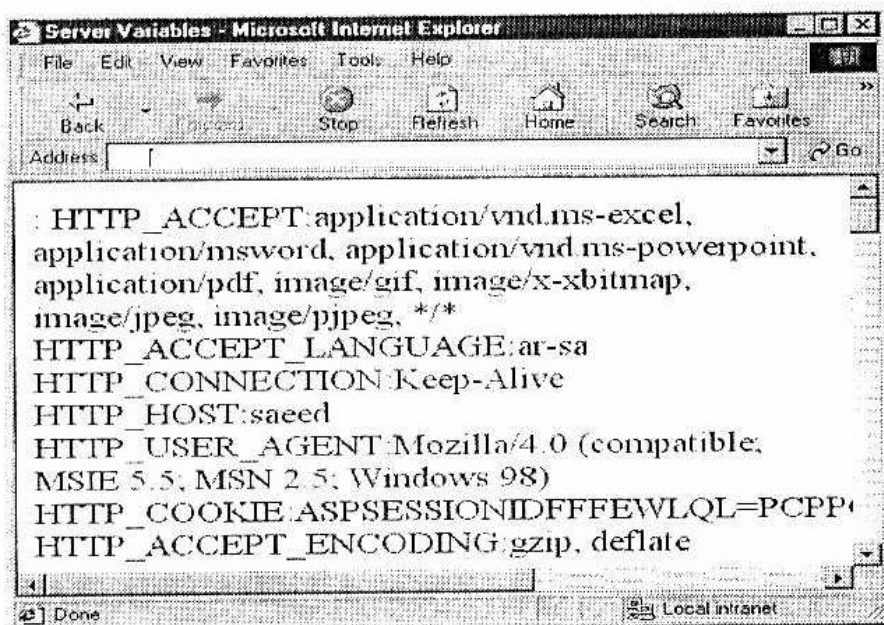 Server Variables - Microsoft Internet Explorer
File Edit View Favorites Tools Help
Back Forward Stop Refresh Home Search Favorites »
Address Go
: HTTP_ACCEPT:application/vnd.ms-excel,
application/msword, application/vnd.ms-powerpoint,
application/pdf, image/gif, image/x-xbitmap,
image/jpeg, image/pjpeg, */*
HTTP_ACCEPT_LANGUAGE:ar-sa
HTTP_CONNECTION:Keep-Alive
HTTP_HOST:saeed
HTTP_USER_AGENT:Mozilla/4.0 (compatible;
MSIE 5.5; MSN 2.5; Windows 98)
HTTP_COOKIE:ASPSESSIONIDFFFEWLQL=PCPP
HTTP_ACCEPT_ENCODING:gzip, deflate
Done Local intranet